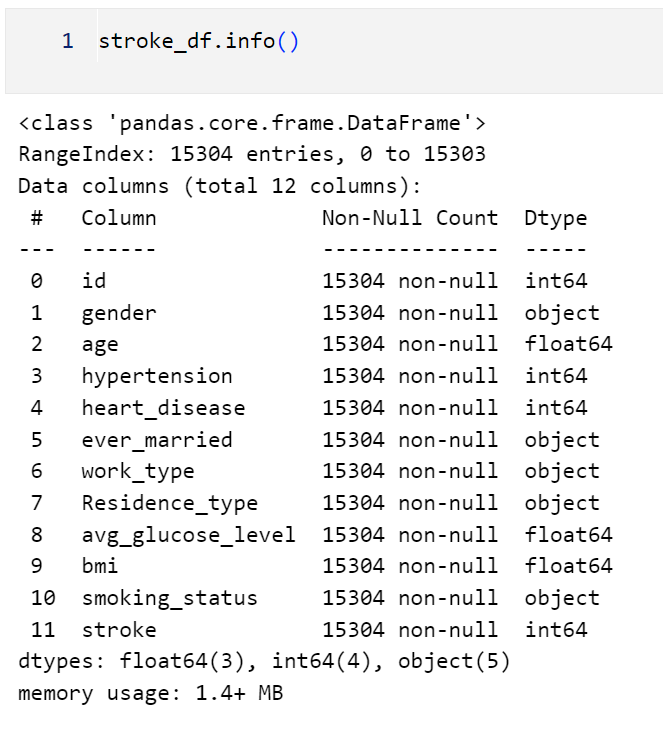 1 stroke_df.info()
<class 'pandas.core.frame.DataFrame'>
RangeIndex: 15304 entries, 0 to 15303
Data columns (total 12 columns):
 #   Column             Non-Null Count  Dtype
---  ------             --------------  -----
 0   id                 15304 non-null  int64
 1   gender             15304 non-null  object
 2   age                15304 non-null  float64
 3   hypertension       15304 non-null  int64
 4   heart_disease      15304 non-null  int64
 5   ever_married       15304 non-null  object
 6   work_type          15304 non-null  object
 7   Residence_type     15304 non-null  object
 8   avg_glucose_level  15304 non-null  float64
 9   bmi                15304 non-null  float64
 10  smoking_status     15304 non-null  object
 11  stroke             15304 non-null  int64
dtypes: float64(3), int64(4), object(5)
memory usage: 1.4+ MB